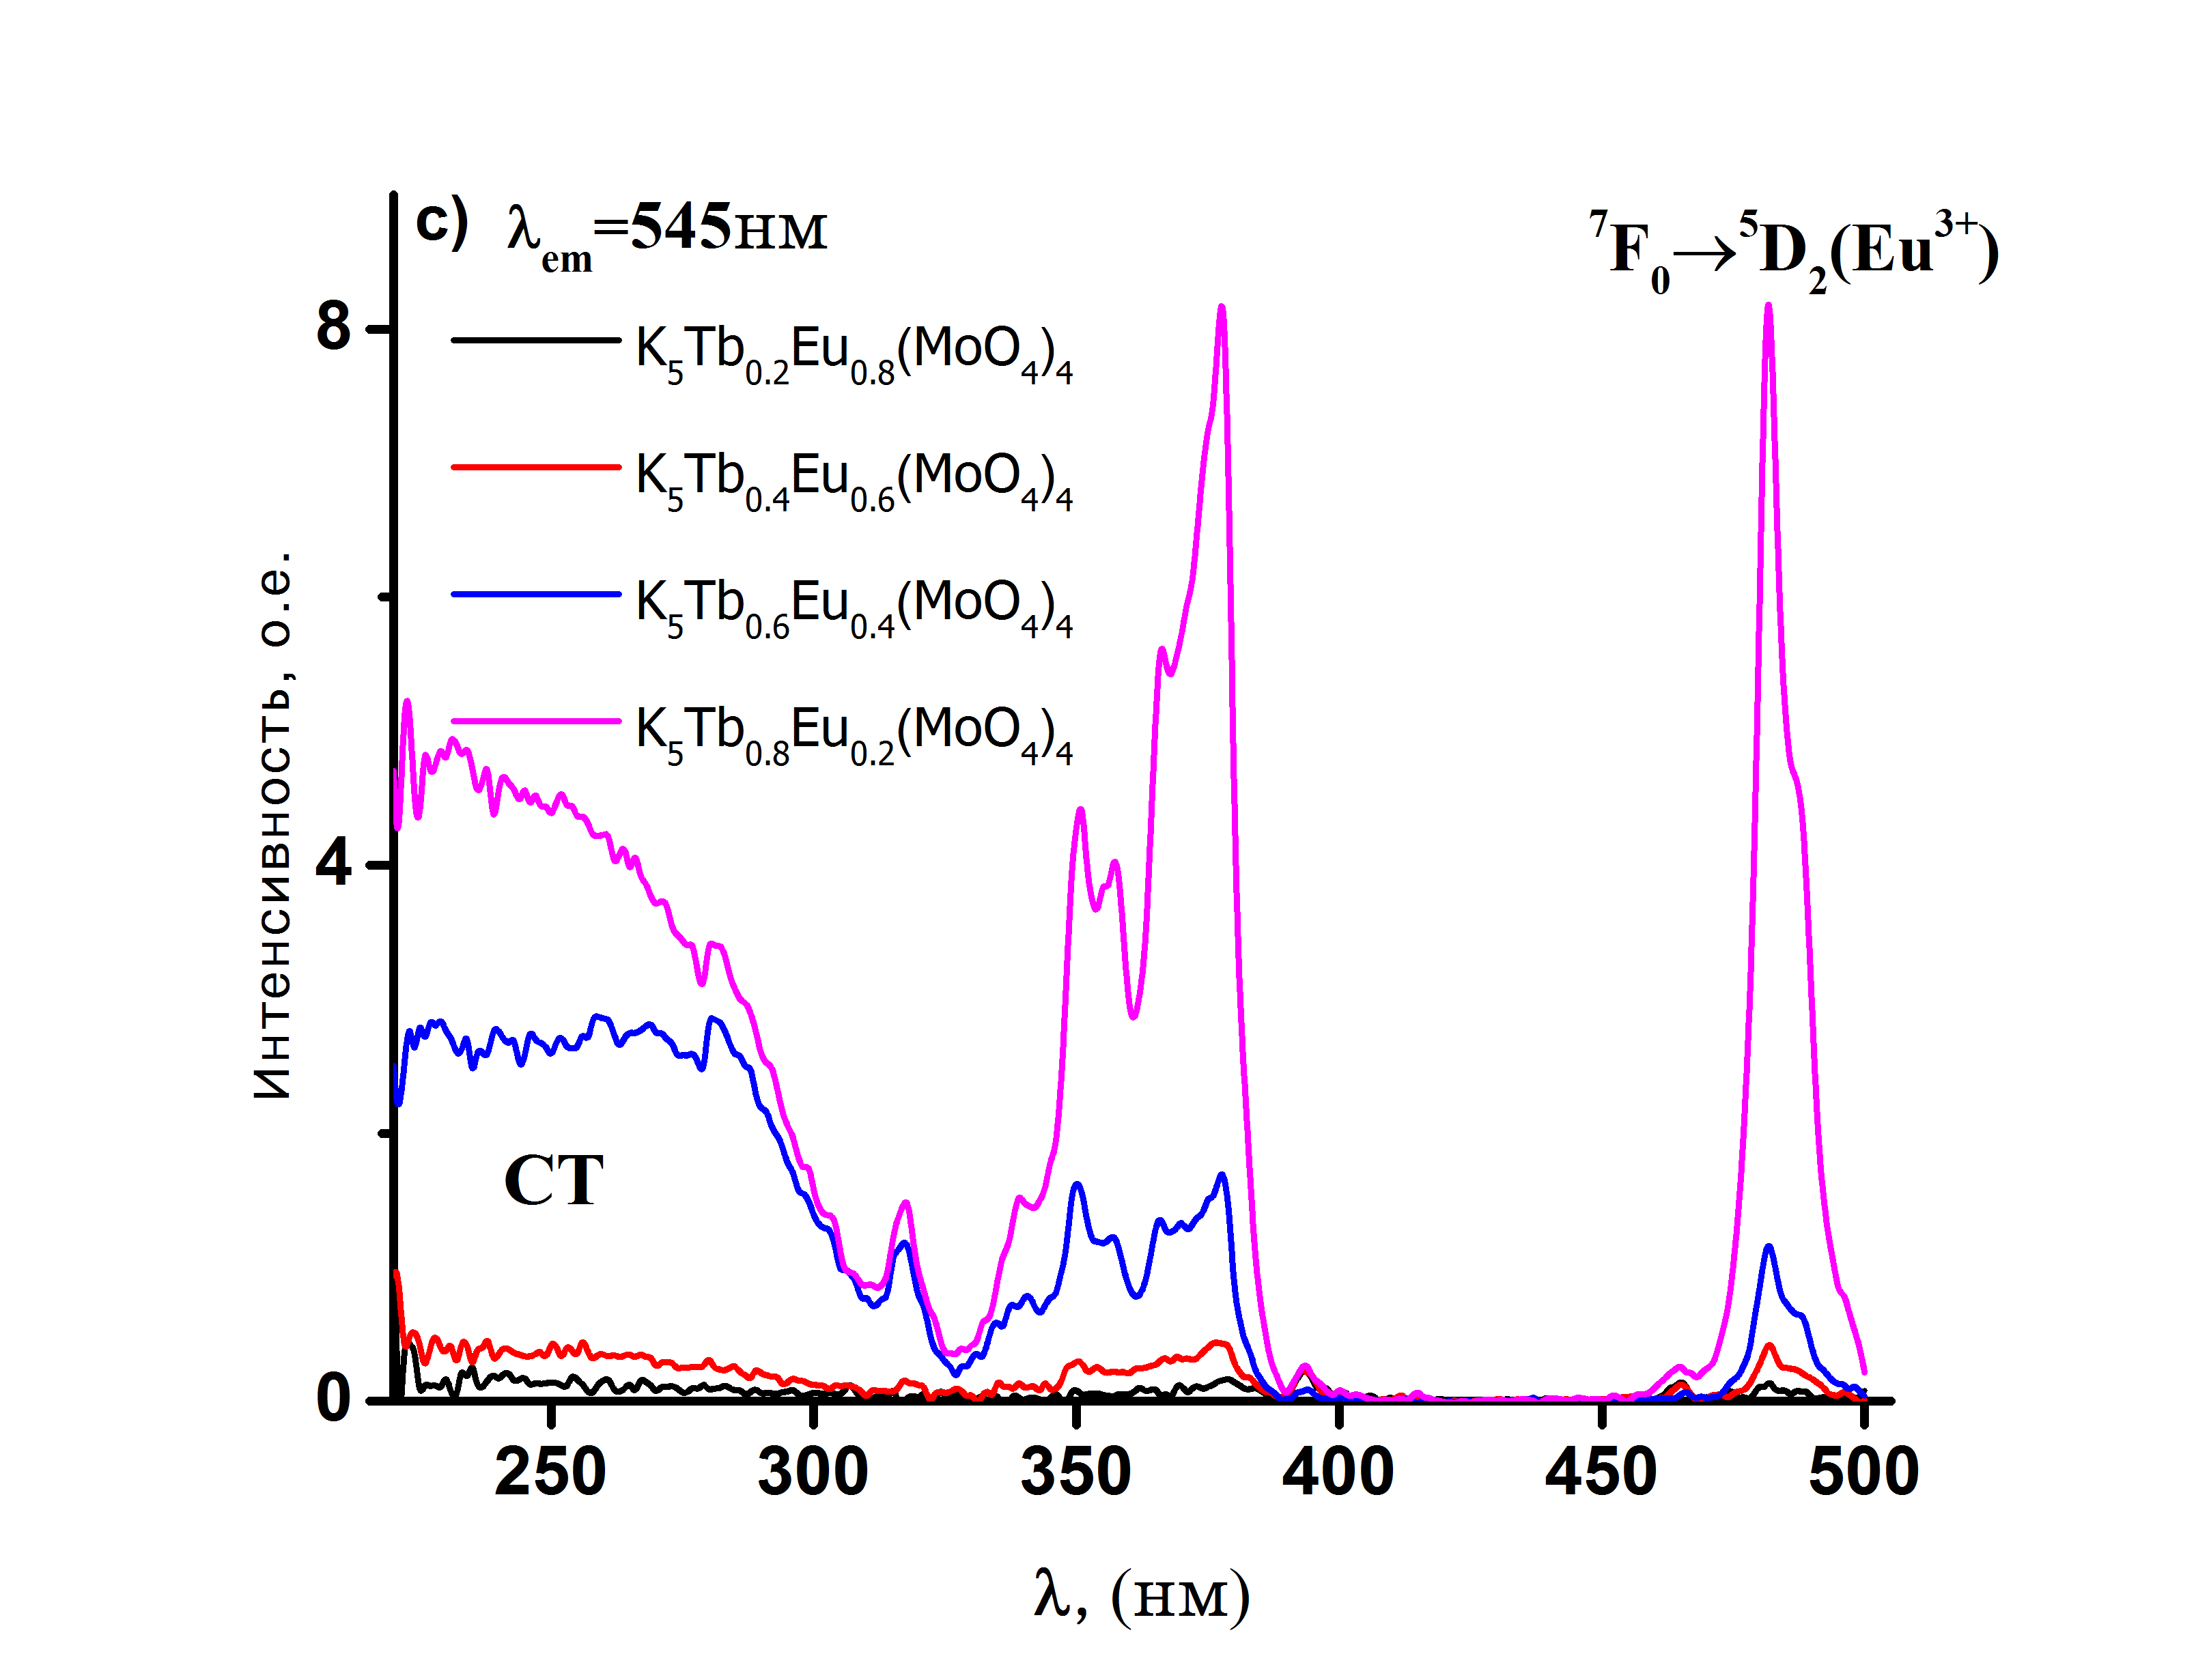 c) λem=545нм
⁷F₀→⁵D₂(Eu³⁺)
K₅Tb₀.₂Eu₀.₈(MoO₄)₄
K₅Tb₀.₄Eu₀.₆(MoO₄)₄
K₅Tb₀.₆Eu₀.₄(MoO₄)₄
K₅Tb₀.₈Eu₀.₂(MoO₄)₄
8
4
0
Интенсивность, о.е.
CT
250 300 350 400 450 500
λ, (нм)